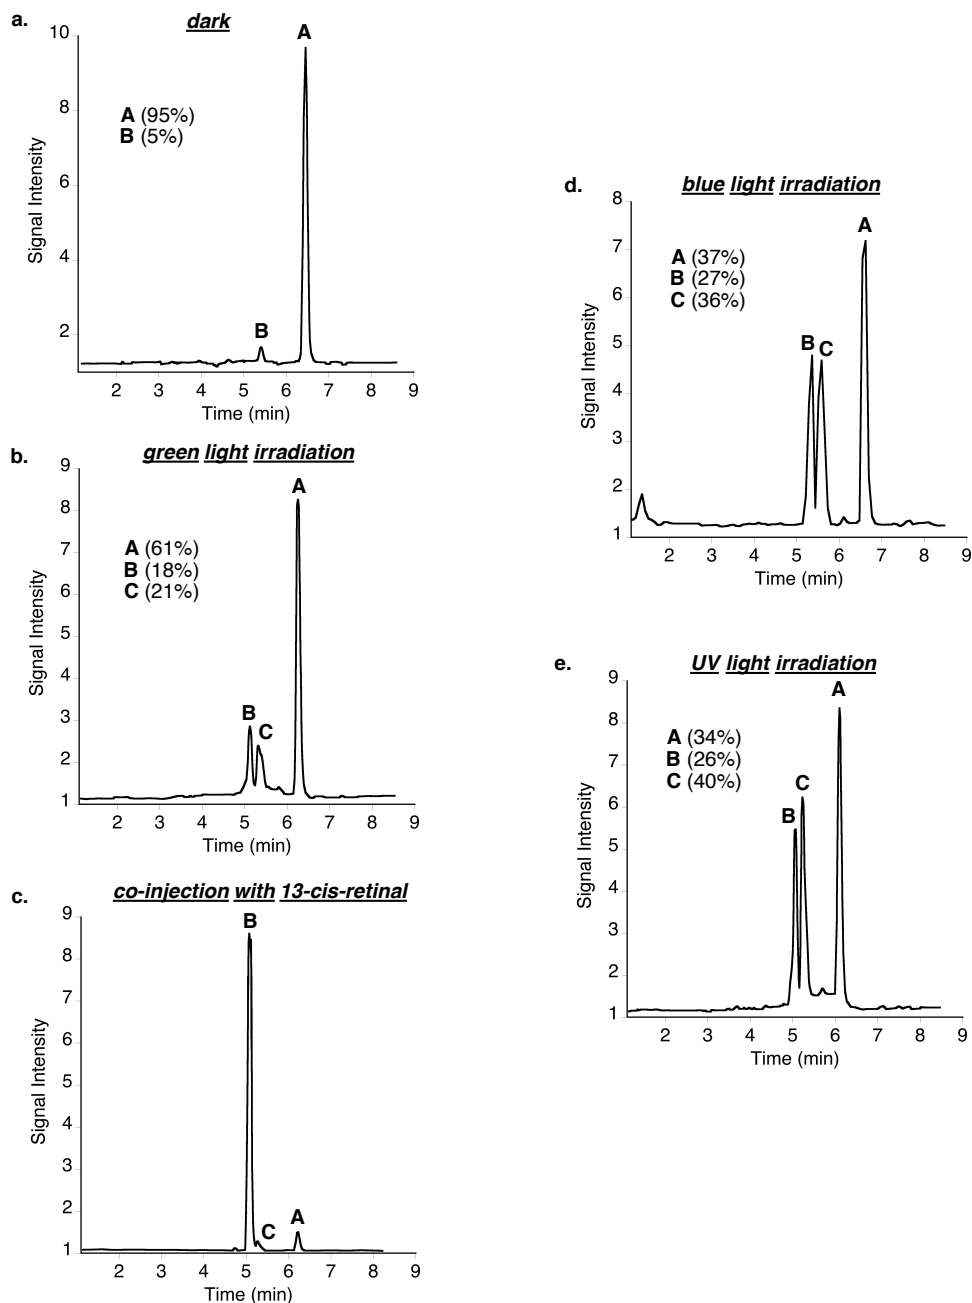 a.
dark
A
10
8
6
4
2
A (95%)
B (5%)
B
Signal Intensity
2 3 4 5 6 7 8 9
Time (min)
b.
green light irradiation
A
9
8
7
6
5
4
3
2
1
A (61%)
B (18%)
C (21%)
B
C
Signal Intensity
2 3 4 5 6 7 8 9
Time (min)
c.
co-injection with 13-cis-retinal
B
9
8
7
6
5
4
3
2
1
C
A
Signal Intensity
2 3 4 5 6 7 8 9
Time (min)
d.
blue light irradiation
A
8
7
6
5
4
3
2
1
A (37%)
B (27%)
C (36%)
B C
Signal Intensity
2 3 4 5 6 7 8 9
Time (min)
e.
UV light irradiation
A
9
8
7
6
5
4
3
2
1
A (34%)
B (26%)
C (40%)
C
B
Signal Intensity
2 3 4 5 6 7 8 9
Time (min)